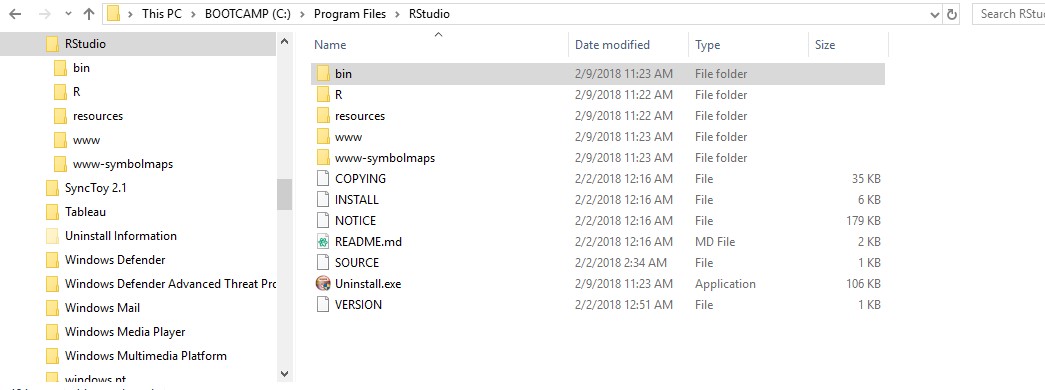 This PC > BOOTCAMP (C:) > Program Files > RStudio
Search RStu
RStudio
bin
R
resources
www
www-symbolmaps
SyncToy 2.1
Tableau
Uninstall Information
Windows Defender
Windows Defender Advanced Threat Pro
Windows Mail
Windows Media Player
Windows Multimedia Platform
windows nt
Name Date modified Type Size
bin 2/9/2018 11:23 AM File folder
R 2/9/2018 11:22 AM File folder
resources 2/9/2018 11:22 AM File folder
www 2/9/2018 11:23 AM File folder
www-symbolmaps 2/9/2018 11:23 AM File folder
COPYING 2/2/2018 12:16 AM File 35 KB
INSTALL 2/2/2018 12:16 AM File 6 KB
NOTICE 2/2/2018 12:16 AM File 179 KB
README.md 2/2/2018 12:16 AM MD File 2 KB
SOURCE 2/2/2018 2:34 AM File 1 KB
Uninstall.exe 2/9/2018 11:23 AM Application 106 KB
VERSION 2/2/2018 12:51 AM File 1 KB